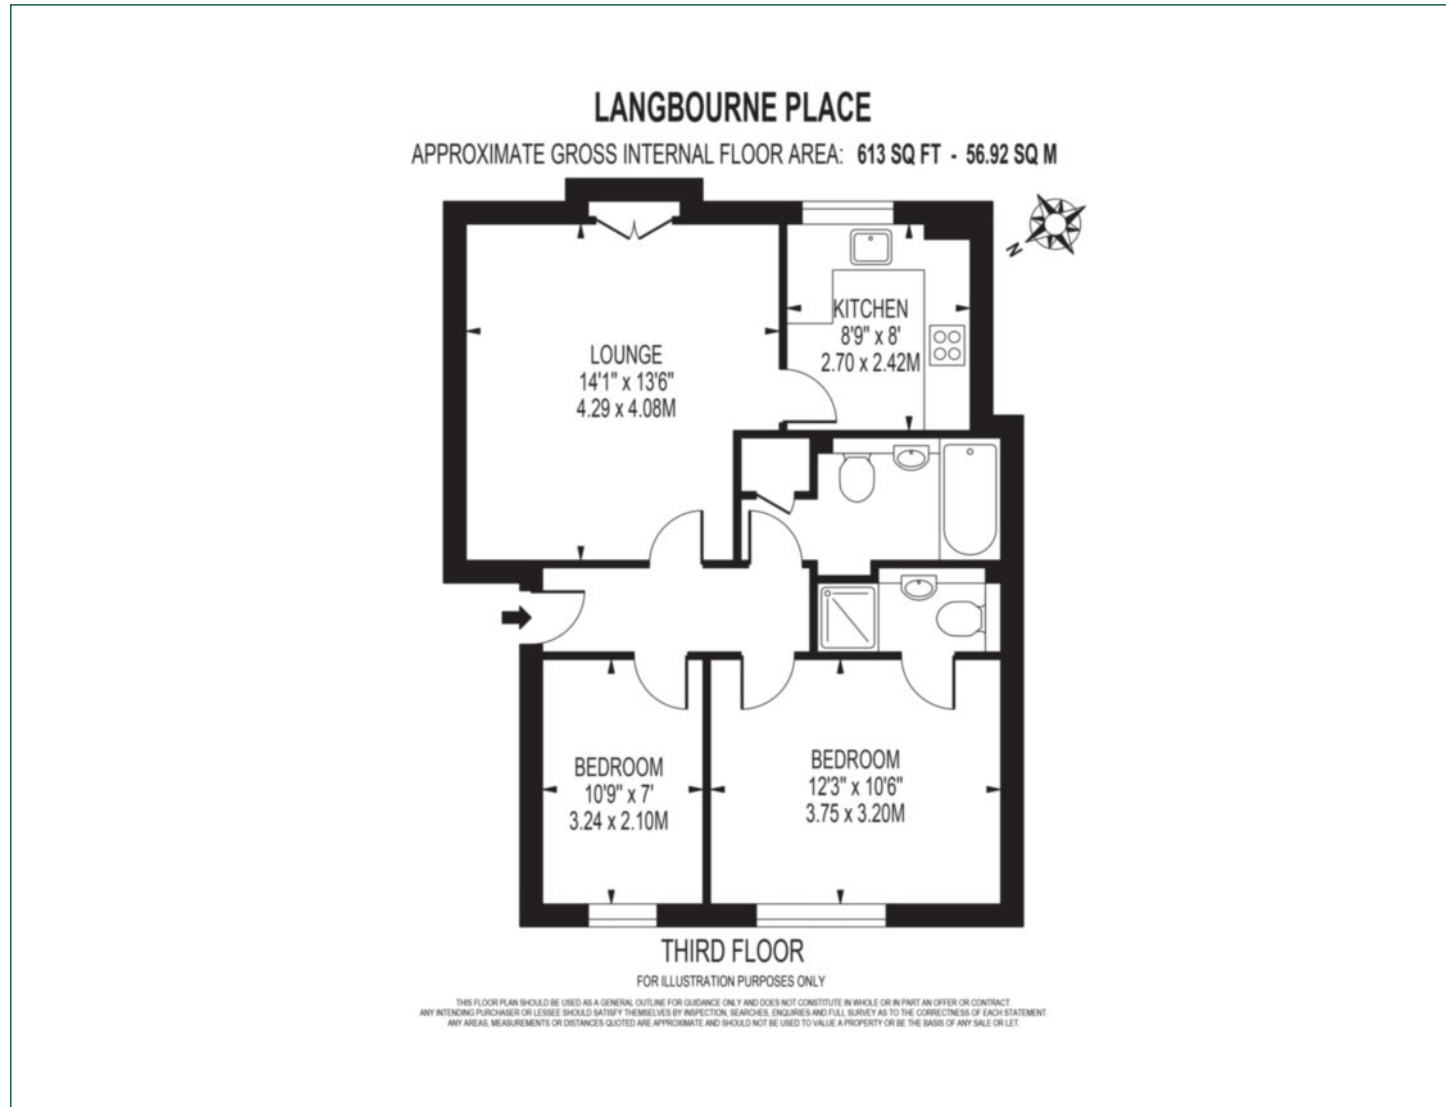 LANGBOURNE PLACE
APPROXIMATE GROSS INTERNAL FLOOR AREA: 613 SQ FT - 56.92 SQ M
N
KITCHEN
8'9" x 8'
2.70 x 2.42M
LOUNGE
14'1" x 13'6"
4.29 x 4.08M
BEDROOM
10'9" x 7'
3.24 x 2.10M
BEDROOM
12'3" x 10'6"
3.75 x 3.20M
THIRD FLOOR
FOR ILLUSTRATION PURPOSES ONLY
THIS FLOOR PLAN SHOULD BE USED AS A GENERAL OUTLINE FOR GUIDANCE ONLY AND DOES NOT CONSTITUTE IN WHOLE OR IN PART AN OFFER OR CONTRACT.
ANY INTENDING PURCHASER OR LESSEE SHOULD SATISFY THEMSELVES BY INSPECTION, SEARCHES, ENQUIRIES AND FULL SURVEY AS TO THE CORRECTNESS OF EACH STATEMENT.
ANY AREAS, MEASUREMENTS OR DISTANCES QUOTED ARE APPROXIMATE AND SHOULD NOT BE USED TO VALUE A PROPERTY OR BE THE BASIS OF ANY SALE OR LET.